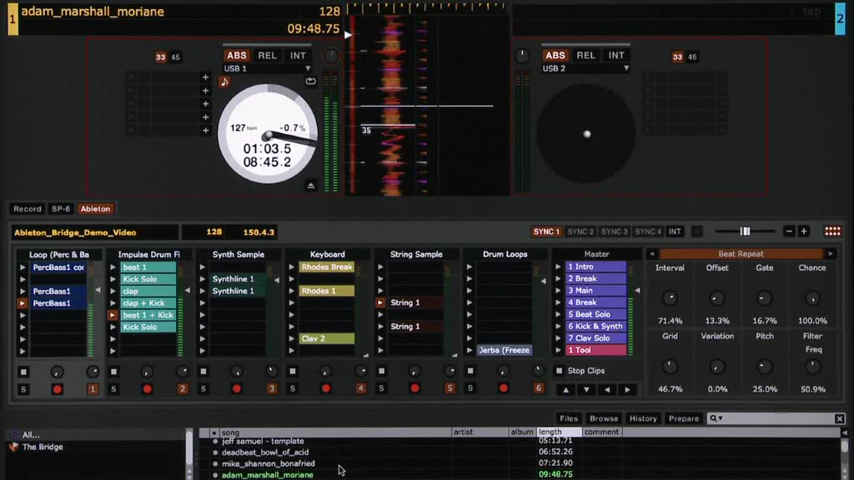 1 adam_marshall_moriane 128 tap 2
09:48.75
33 45 ABS REL INT ABS REL INT 33 45
USB 1 USB 2
127 bpm -0.7%
01:03.5
08:45.2
35
Record SP-6 Ableton
Ableton_Bridge_Demo_Video 128 150.4.3 SYNC 1 SYNC 2 SYNC 3 SYNC 4 INT
Loop (Perc & Ba Impulse Drum Fi Synth Sample Keyboard String Sample Drum Loops Master Beat Repeat
PercBass1 co beat 1 Rhodes Break 1 Intro Interval Offset Gate Chance
Kick Solo Synthline 1 2 Break
PercBass1 clap Synthline 1 Rhodes 1 3 Main
PercBass1 clap + Kick String 1 4 Break
beat 1 + Kick 5 Beat Solo 71.4% 13.3% 16.7% 100.0%
Kick Solo String 1 6 Kick & Synth Grid Variation Pitch Filter
Clav 2 7 Clav Solo Freq
Jerba (Freeze 1 Tool
Stop Clips
S 1 S 2 S 3 S 4 S 5 S 6 46.7% 0.0% 25.0% 50.9%
Files Browse History Prepare
All... song artist album length comment
The Bridge jeff samuel - template 05:13.71
deadbeat_bowl_of_acid 06:52.26
mike_shannon_bonafried 07:21.90
adam_marshall_moriane 09:48.75